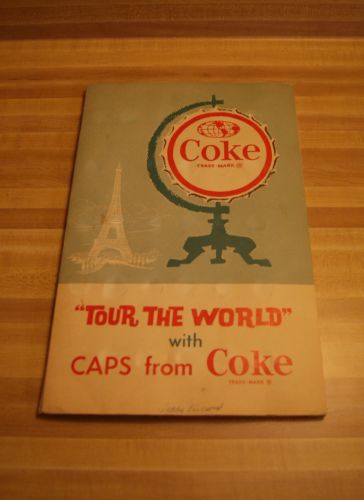 Coke
TRADE-MARK ®
"TOUR THE WORLD"
with
CAPS from Coke
TRADE-MARK ®